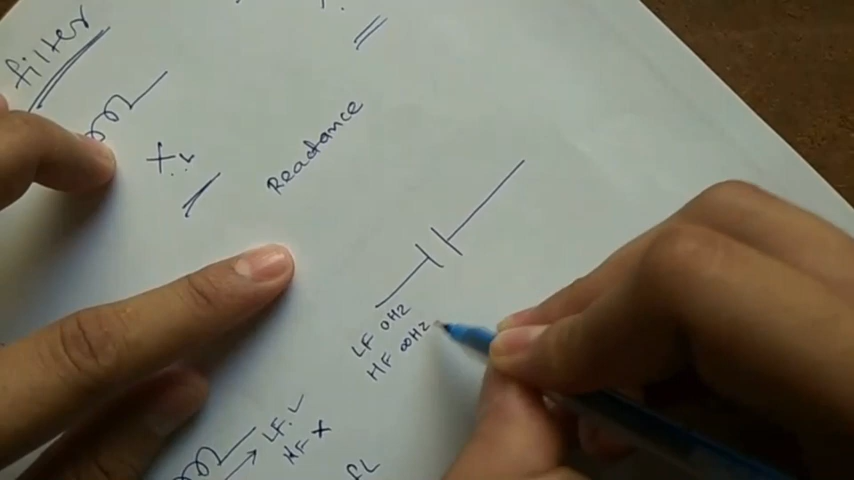 filter
XL
Reactance
LF 0HZ
HF ∞HZ
LF ✓
HF X
fL